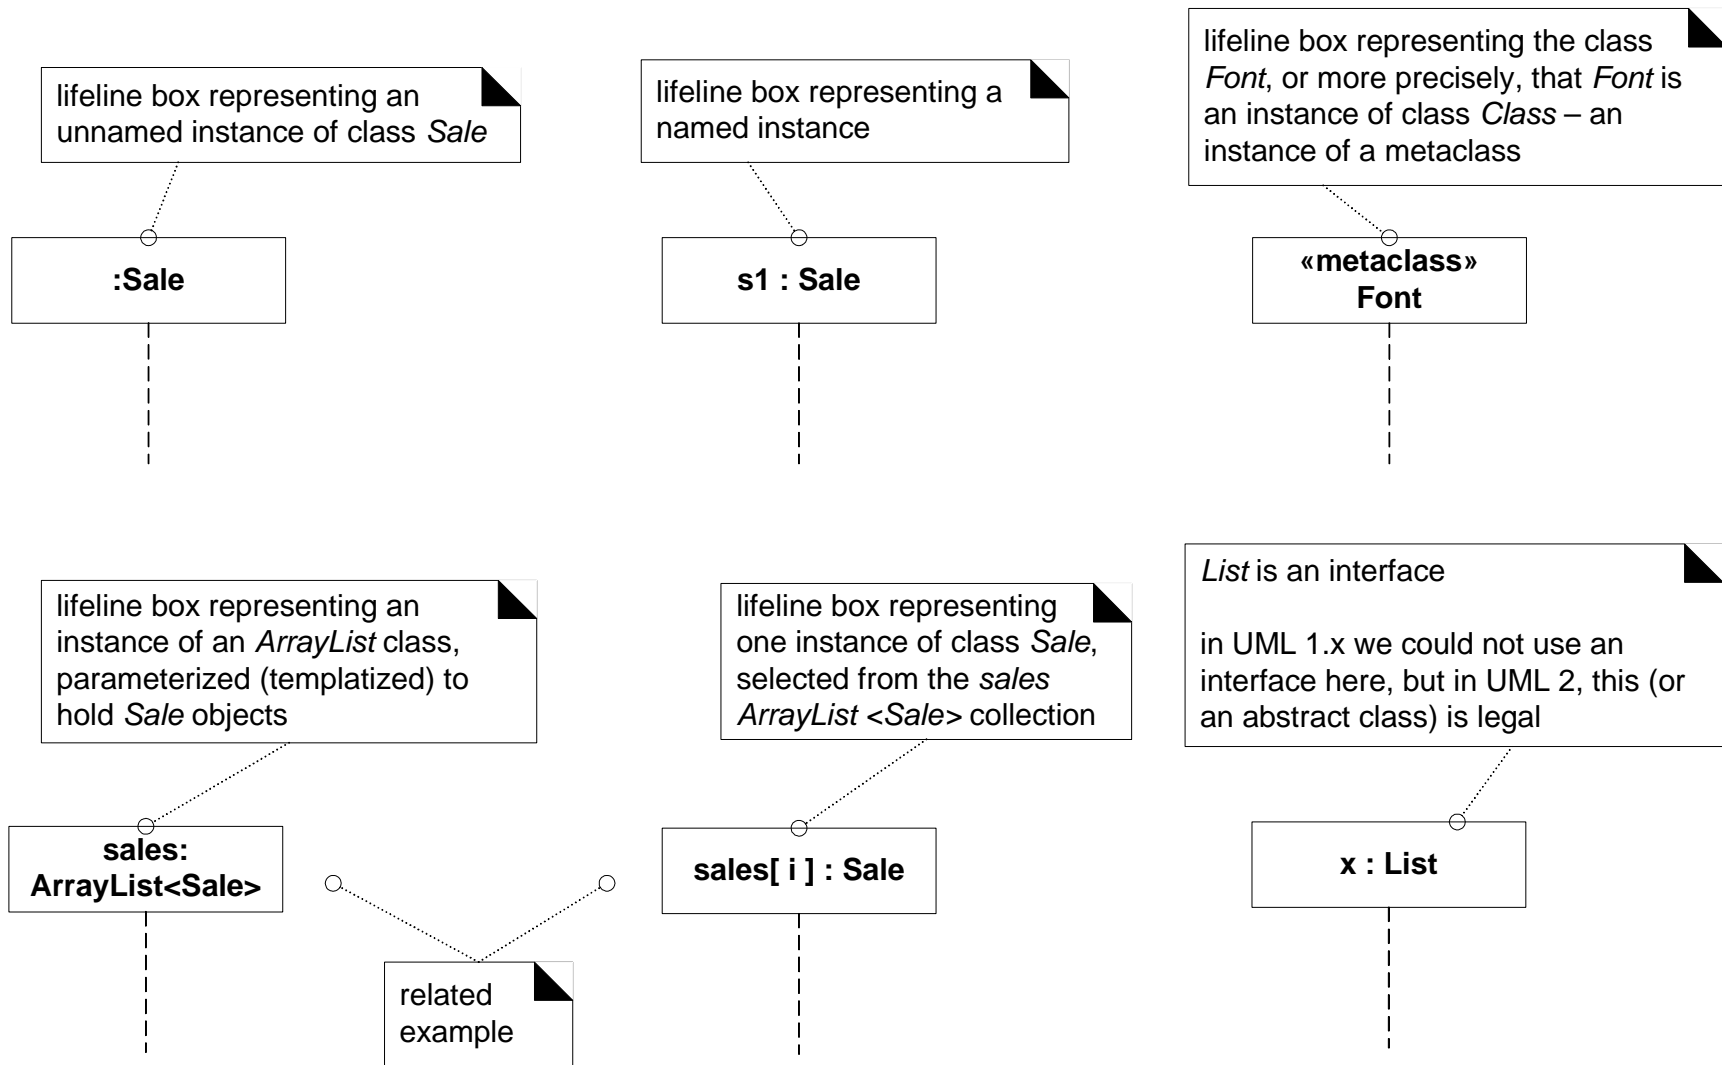 lifeline box representing an
unnamed instance of class Sale
lifeline box representing a
named instance
lifeline box representing the class
Font, or more precisely, that Font is
an instance of class Class – an
instance of a metaclass
:Sale
s1 : Sale
«metaclass»
Font
lifeline box representing an
instance of an ArrayList class,
parameterized (templatized) to
hold Sale objects
lifeline box representing
one instance of class Sale,
selected from the sales
ArrayList <Sale> collection
List is an interface
in UML 1.x we could not use an
interface here, but in UML 2, this (or
an abstract class) is legal
sales:
ArrayList<Sale>
sales[ i ] : Sale
x : List
related
example